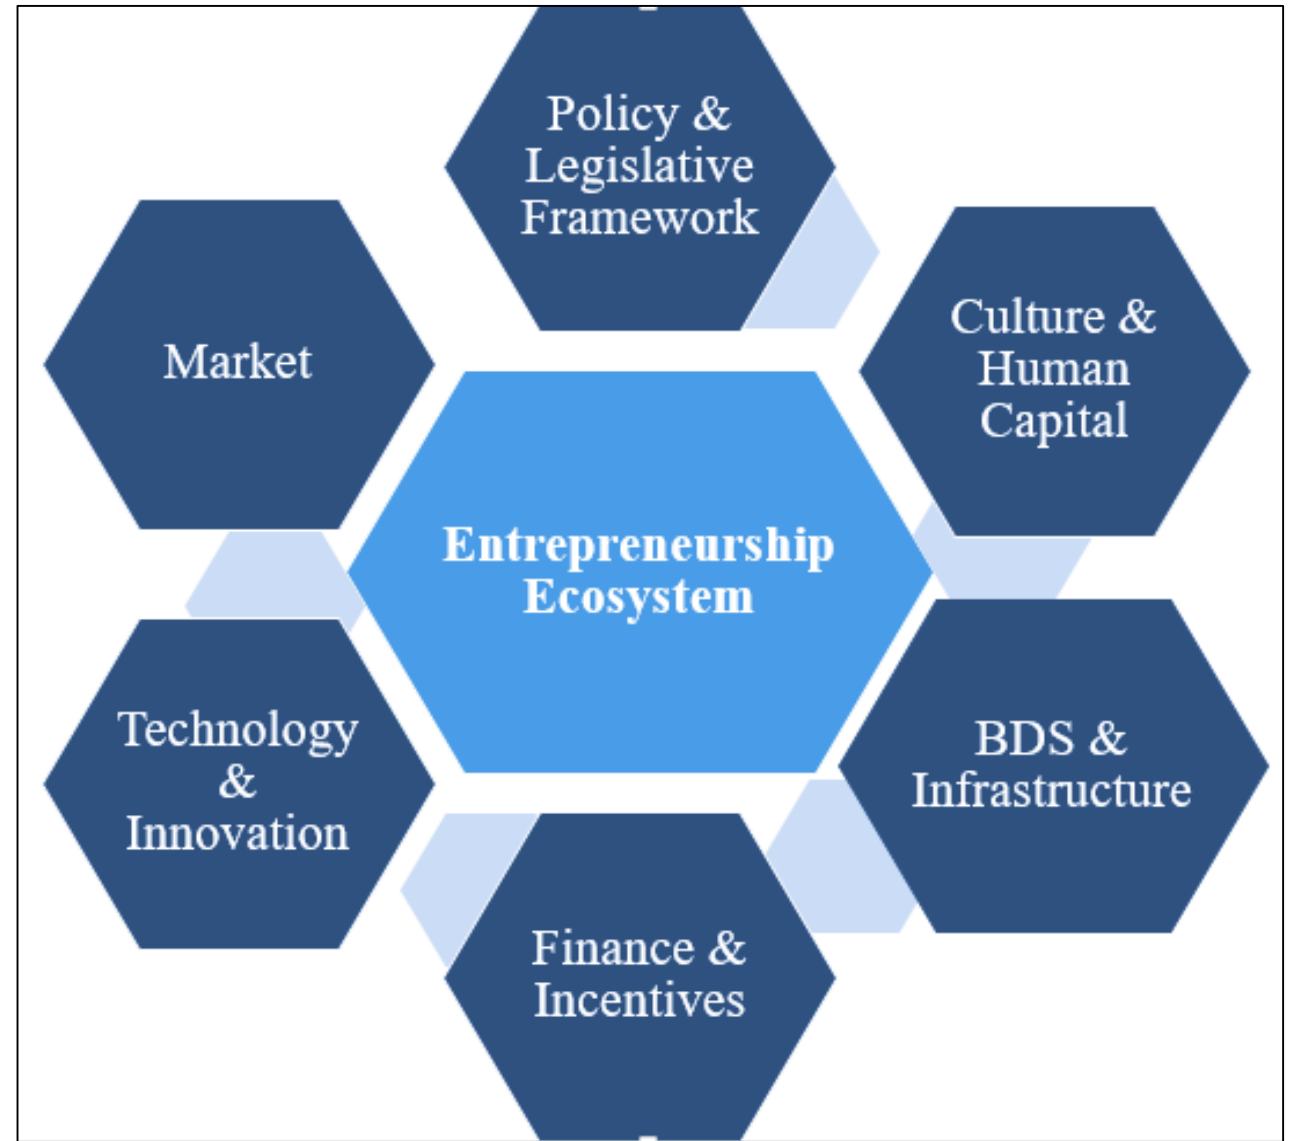 Policy &
Legislative
Framework
Culture &
Human
Capital
Market
Entrepreneurship
Ecosystem
BDS &
Infrastructure
Technology
&
Innovation
Finance &
Incentives